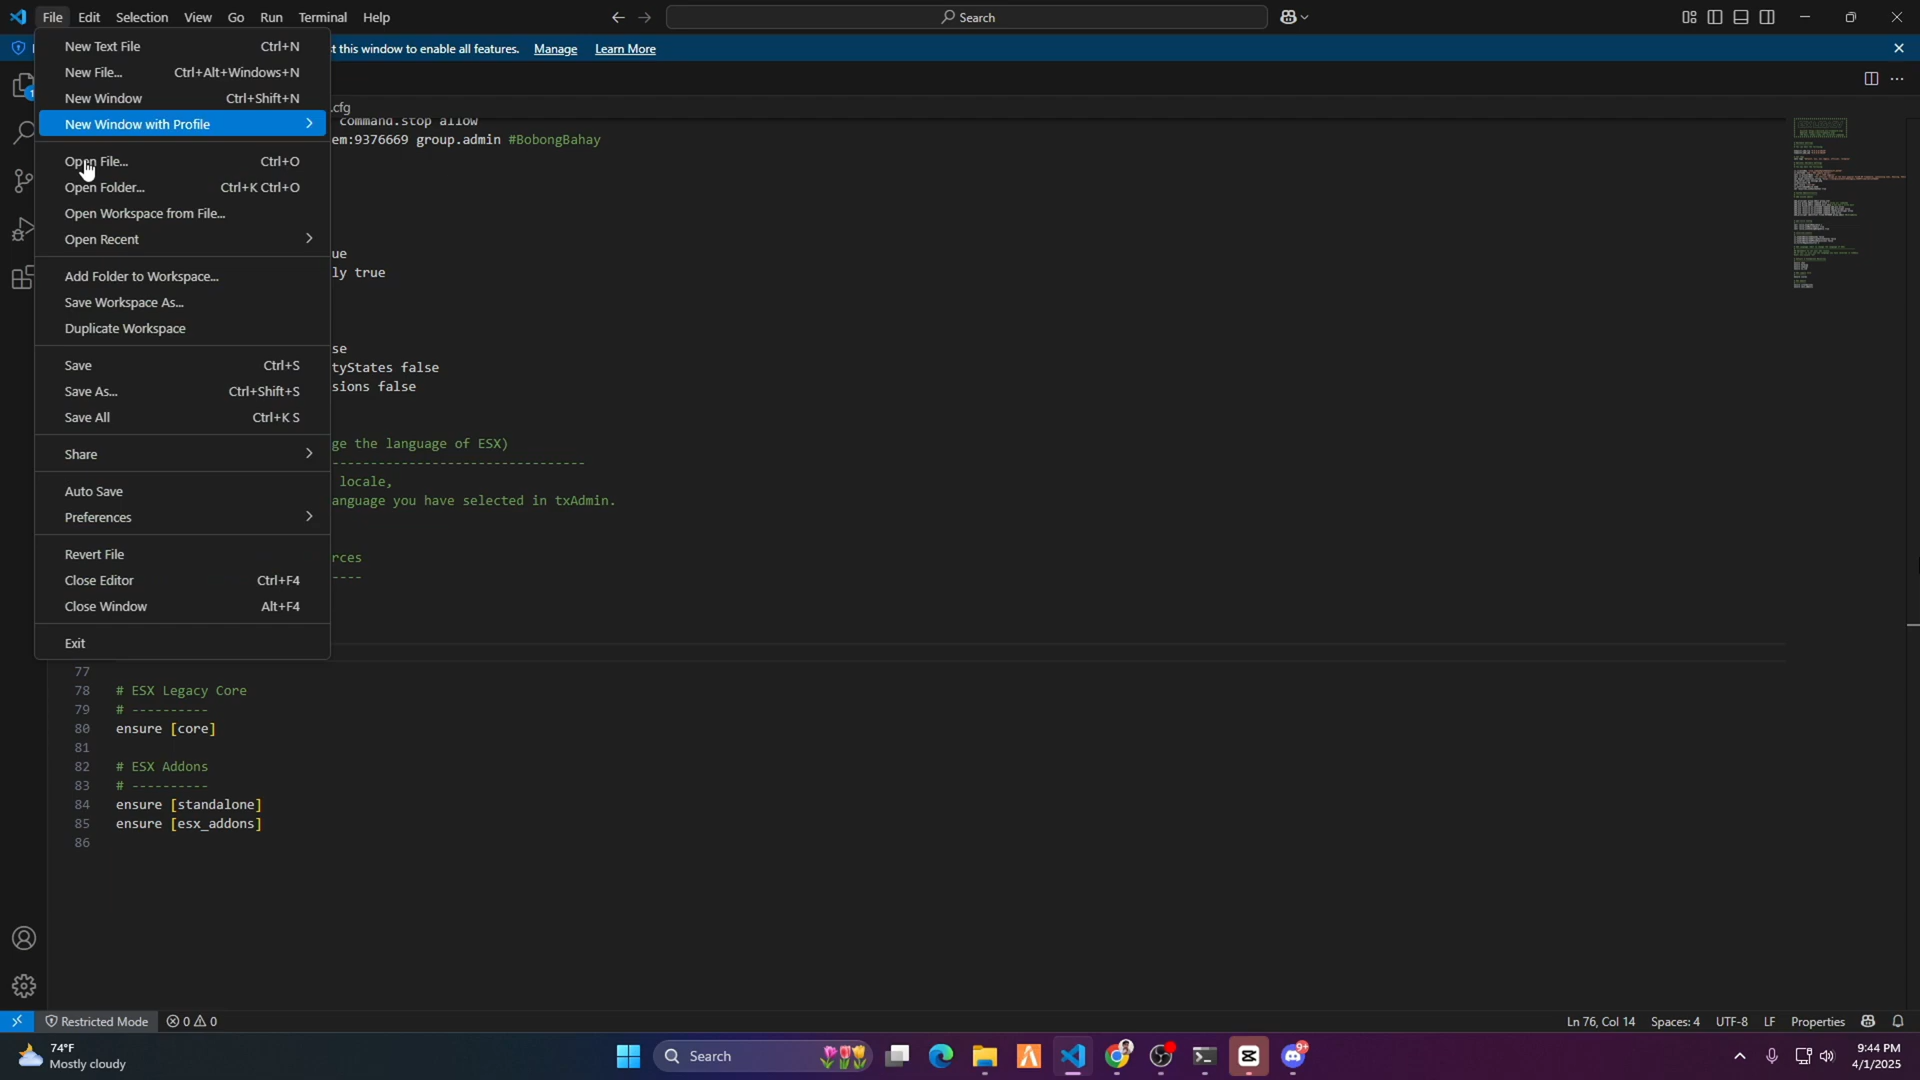 File Edit Selection View Go Run Terminal Help
Search
t this window to enable all features. Manage Learn More
New Text File Ctrl+N
New File... Ctrl+Alt+Windows+N
New Window Ctrl+Shift+N
New Window with Profile
Open File... Ctrl+O
Open Folder... Ctrl+K Ctrl+O
Open Workspace from File...
Open Recent
Add Folder to Workspace...
Save Workspace As...
Duplicate Workspace
Save Ctrl+S
Save As... Ctrl+Shift+S
Save All Ctrl+K S
Share
Auto Save
Preferences
Revert File
Close Editor Ctrl+F4
Close Window Alt+F4
Exit
.cfg
command.stop allow
em:9376669 group.admin #BobongBahay
ue
ly true
se
tyStates false
sions false
ge the language of ESX)
---------------------------------
locale,
anguage you have selected in txAdmin.
rces
----
77
78 # ESX Legacy Core
79 # ----------
80 ensure [core]
81
82 # ESX Addons
83 # ----------
84 ensure [standalone]
85 ensure [esx_addons]
86
Restricted Mode 0 0
Ln 76, Col 14 Spaces: 4 UTF-8 LF Properties
74°F
Mostly cloudy
Search
9+
9:44 PM
4/1/2025